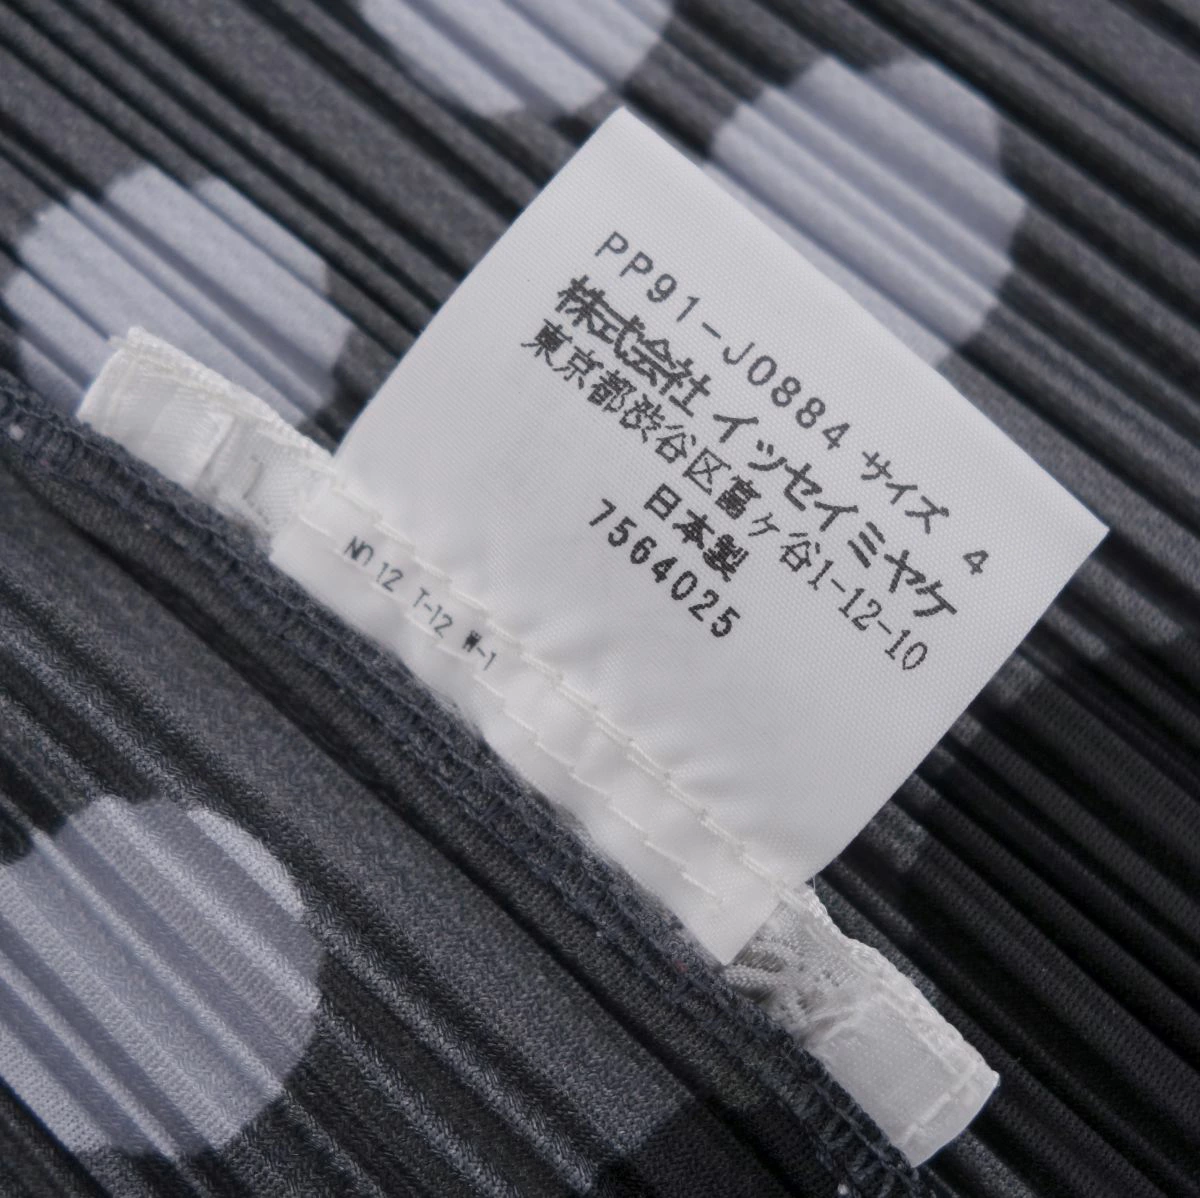 PP91-J0884 サイズ 4
株式会社 イッセイミヤケ
東京都渋谷区富ヶ谷1-12-10
日本製
7564025
NO 12 T-12 W-1